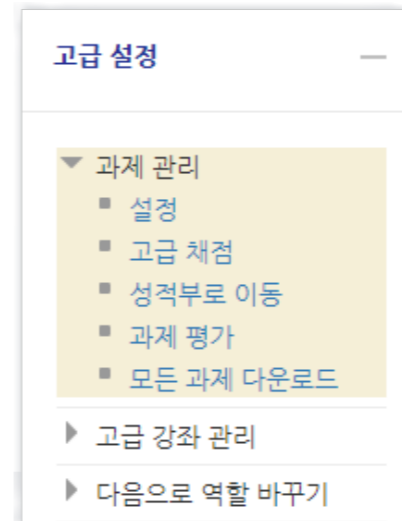 고급 설정
과제 관리
설정
고급 채점
성적부로 이동
과제 평가
모든 과제 다운로드
고급 강좌 관리
다음으로 역할 바꾸기